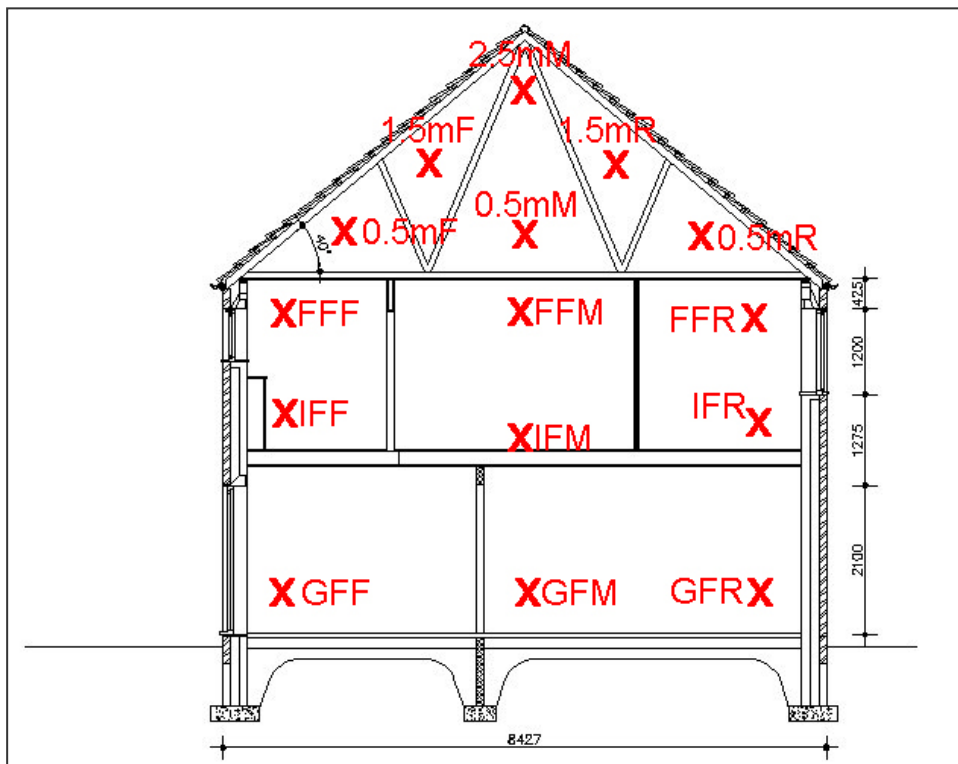 2.5mM
X
1.5mF 1.5mR
X X
0.5mM
X 0.5mF X X 0.5mR
40°
X FFF X FFM FFR X
425
1200
X IFF X IFM IFR X
1275
2100
X GFF X GFM GFR X
8427